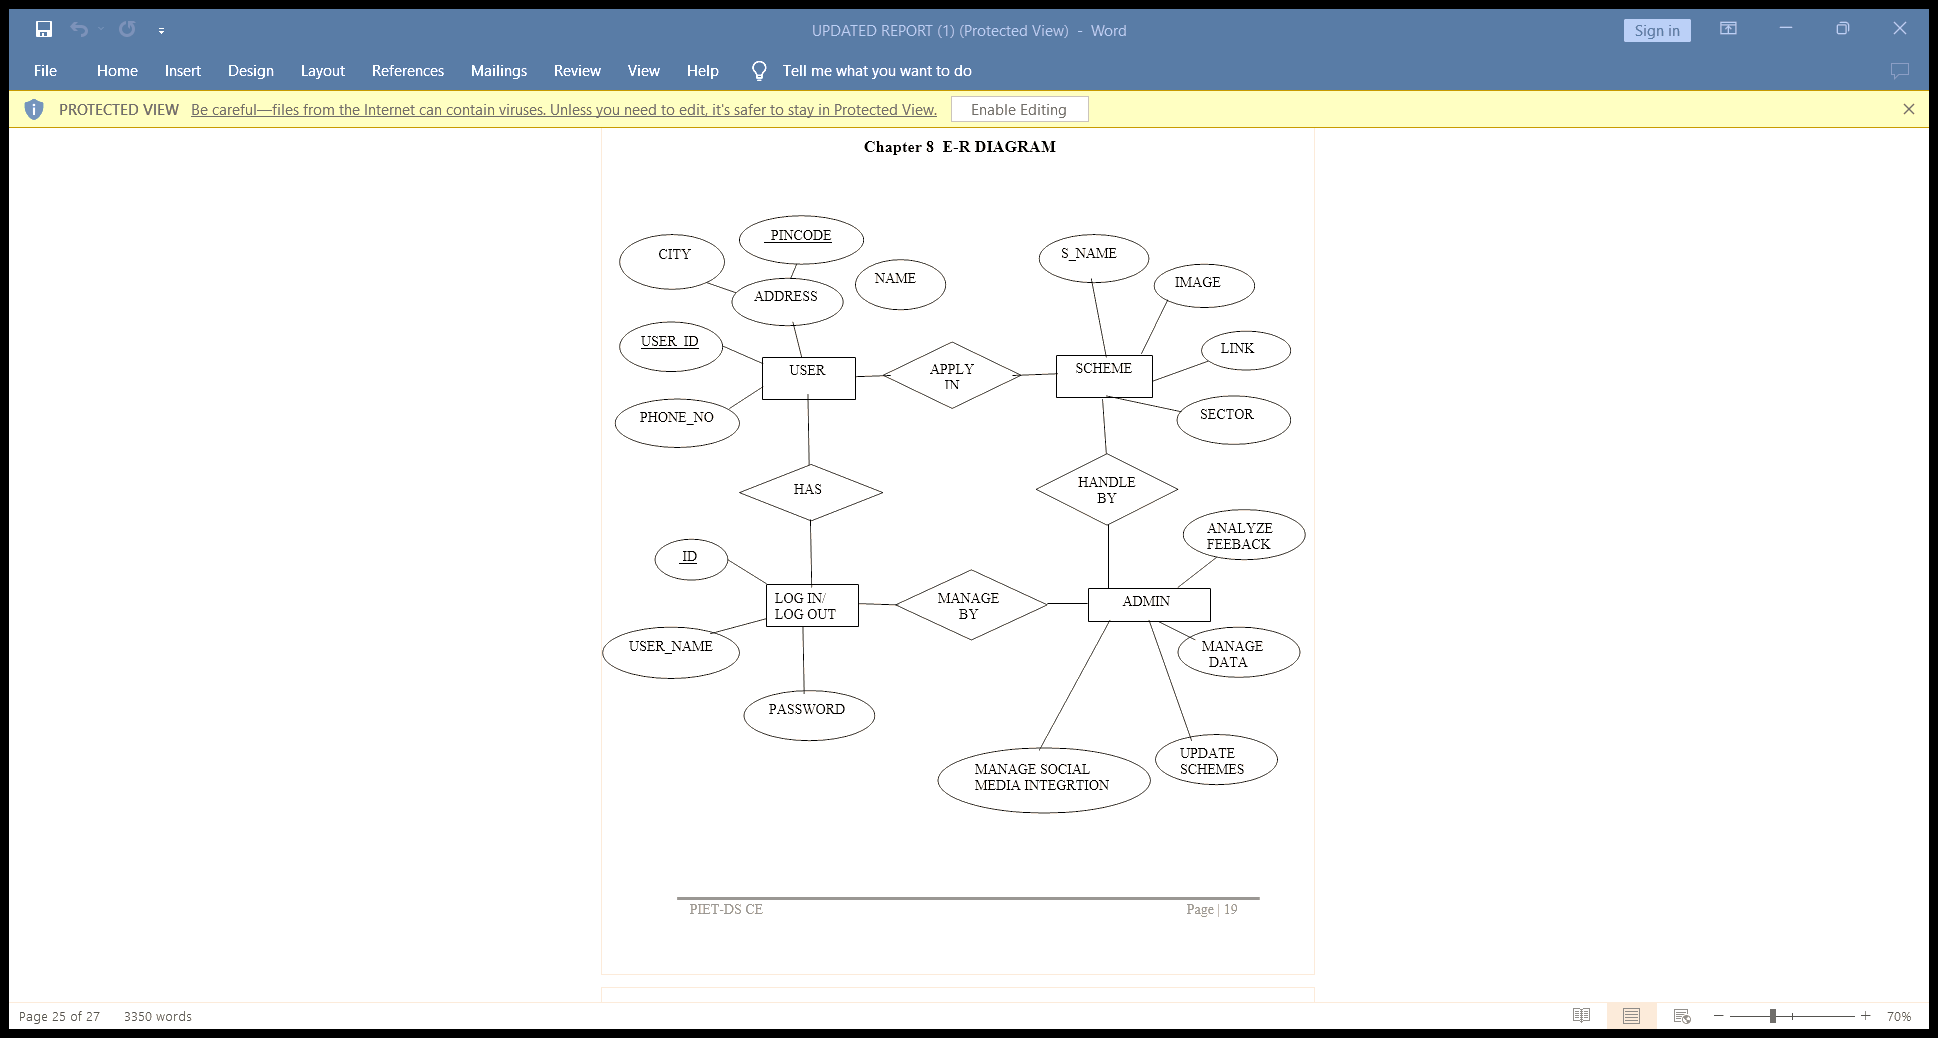 UPDATED REPORT (1) (Protected View) - Word
Sign in
File Home Insert Design Layout References Mailings Review View Help Tell me what you want to do
PROTECTED VIEW Be careful—files from the Internet can contain viruses. Unless you need to edit, it's safer to stay in Protected View. Enable Editing
Chapter 8 E-R DIAGRAM
PINCODE
CITY
S_NAME
NAME
IMAGE
ADDRESS
USER_ID
LINK
USER
APPLY
IN
SCHEME
PHONE_NO
SECTOR
HAS
HANDLE
BY
ANALYZE
FEEBACK
ID
LOG IN/
LOG OUT
MANAGE
BY
ADMIN
USER_NAME
MANAGE
DATA
PASSWORD
MANAGE SOCIAL
MEDIA INTEGRTION
UPDATE
SCHEMES
PIET-DS CE Page | 19
Page 25 of 27 3350 words 70%